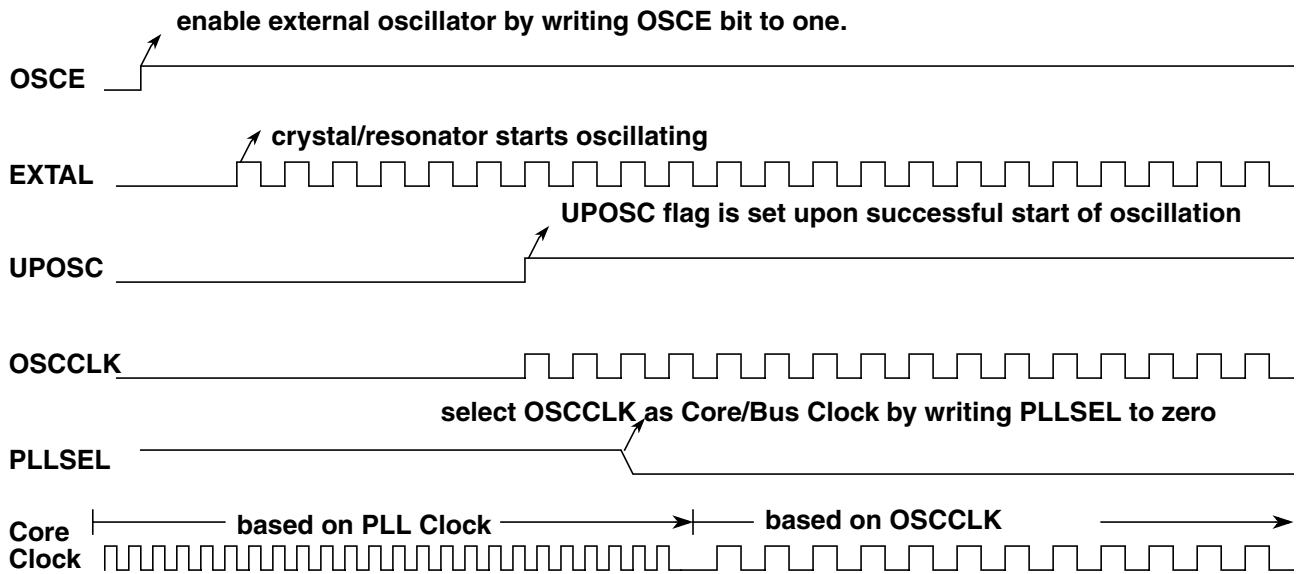 enable external oscillator by writing OSCE bit to one.
OSCE
crystal/resonator starts oscillating
EXTAL
UPOSC flag is set upon successful start of oscillation
UPOSC
OSCCLK
select OSCCLK as Core/Bus Clock by writing PLLSEL to zero
PLLSEL
based on PLL Clock
based on OSCCLK
Core
Clock